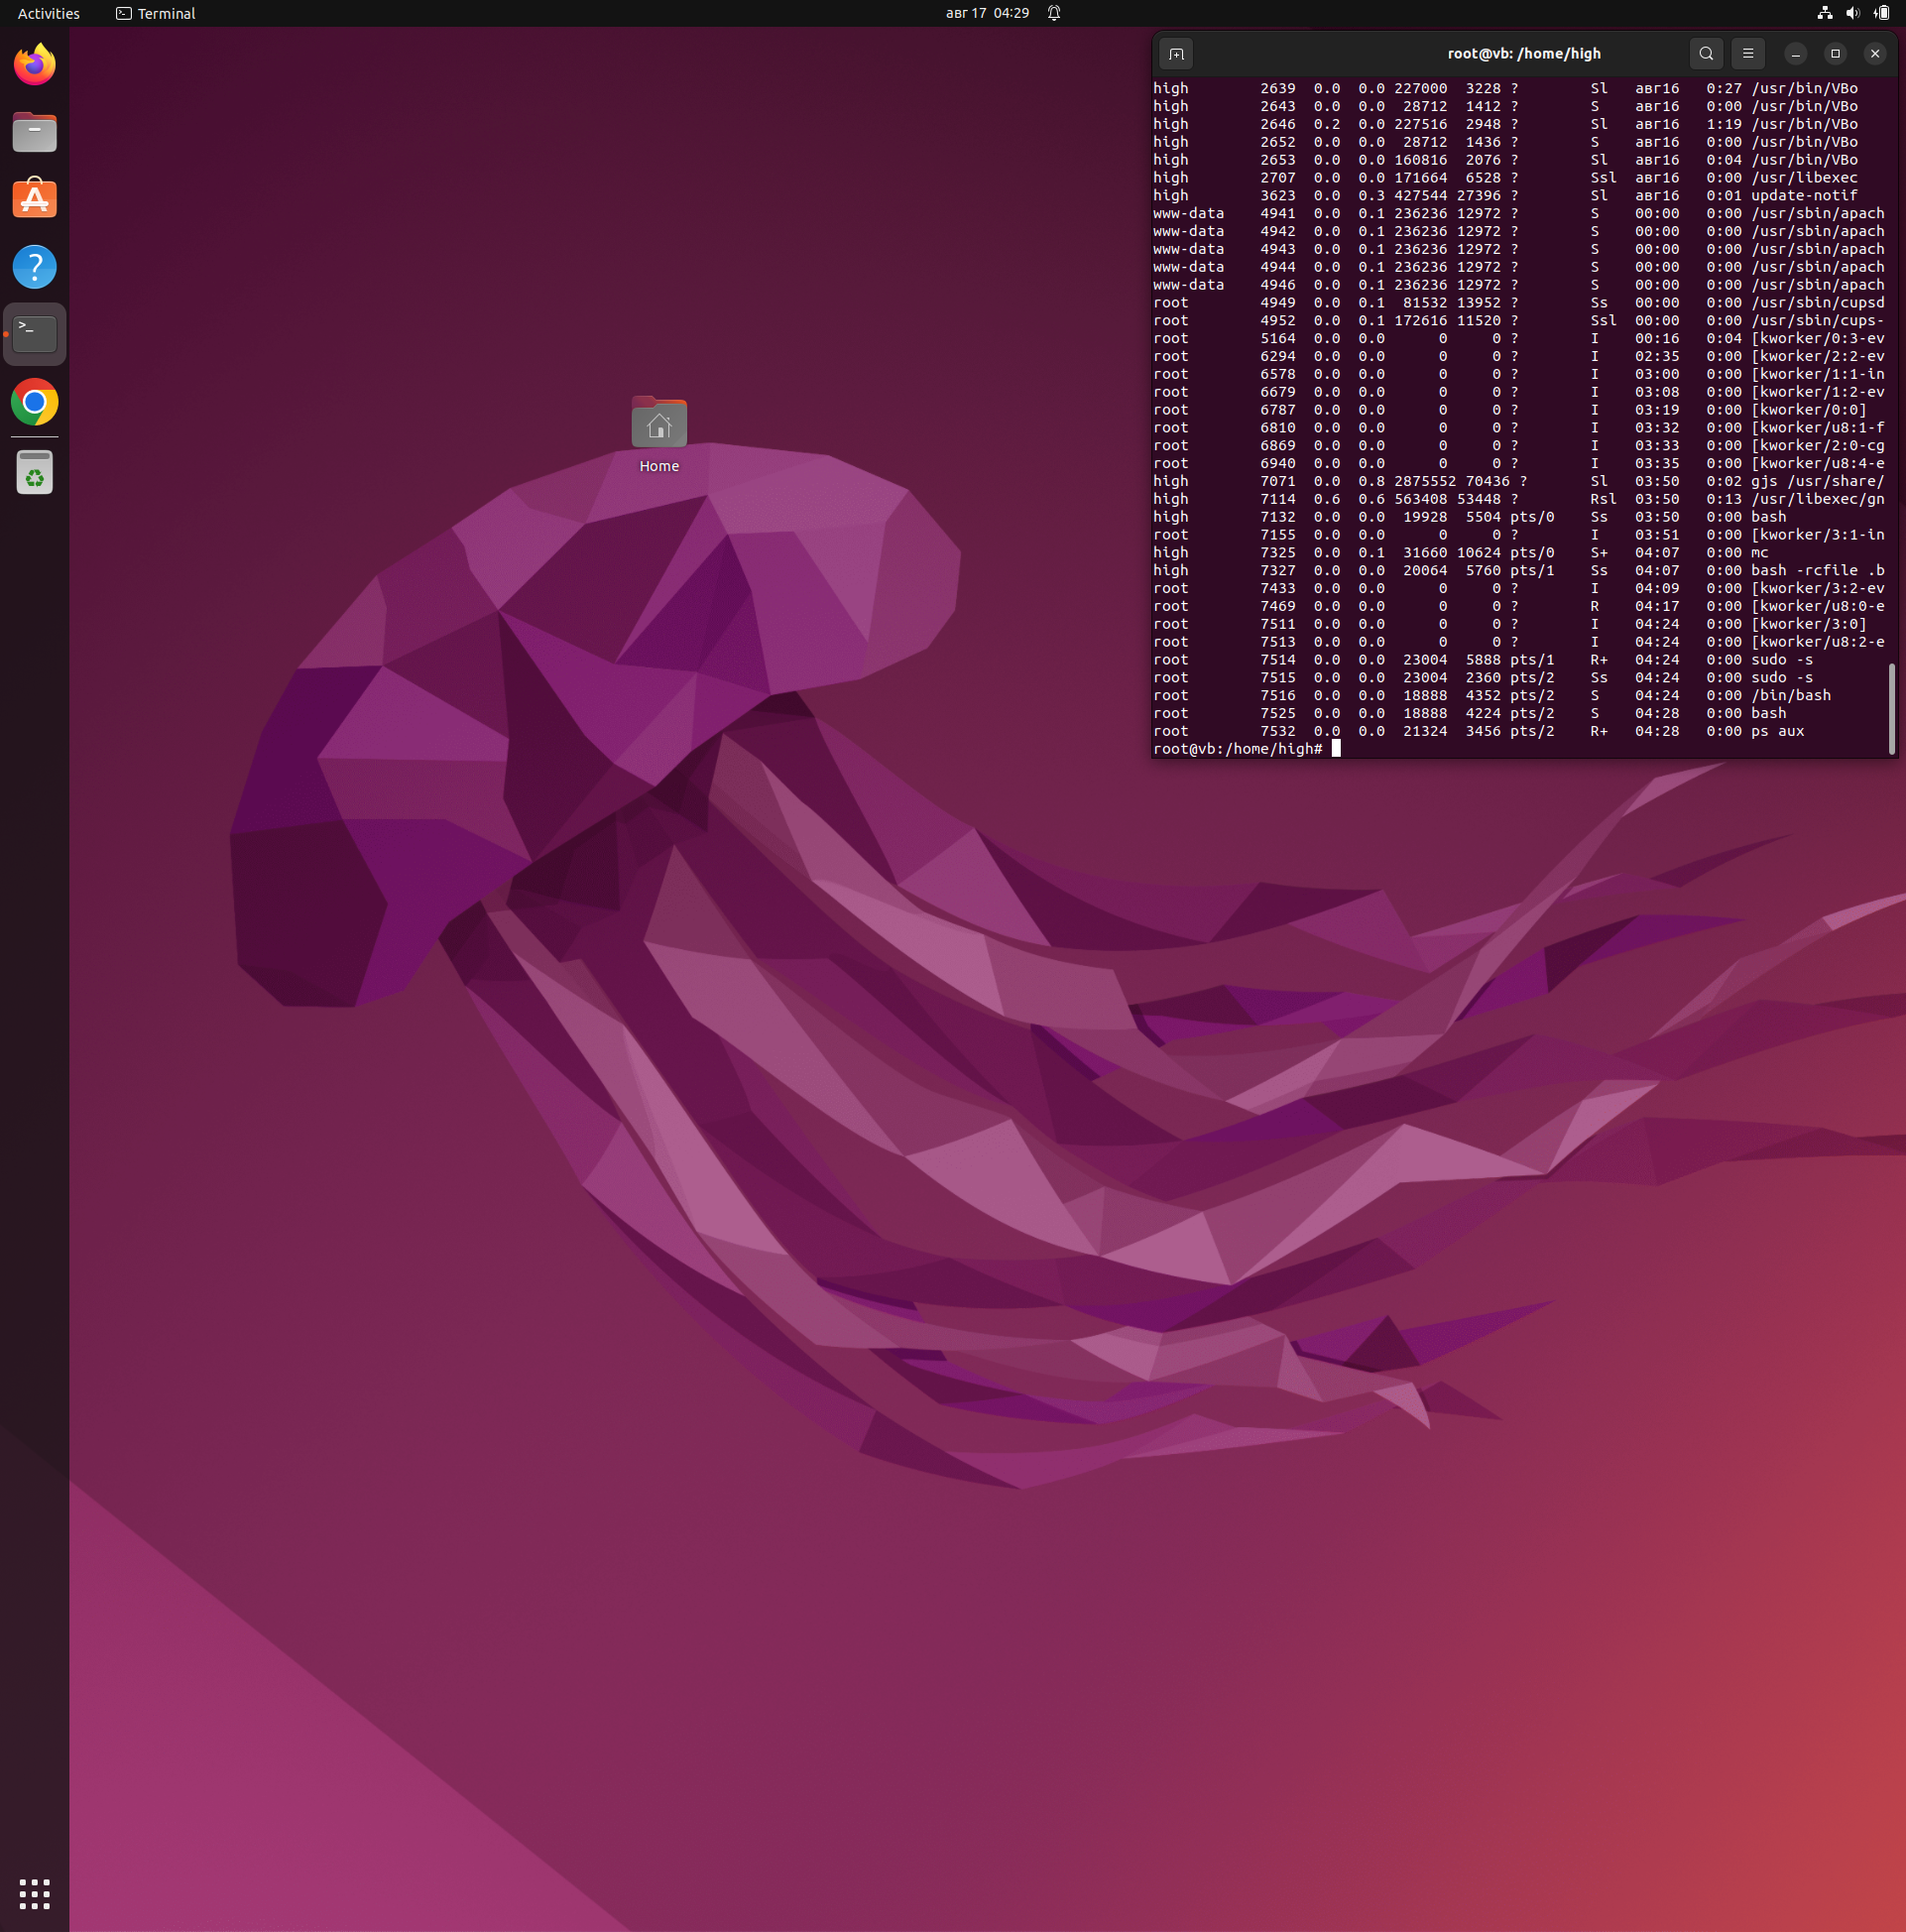 Activities Terminal авг 17 04:29
root@vb: /home/high
high 2639 0.0 0.0 227000 3228 ? Sl авг16 0:27 /usr/bin/VBo
high 2643 0.0 0.0 28712 1412 ? S авг16 0:00 /usr/bin/VBo
high 2646 0.2 0.0 227516 2948 ? Sl авг16 1:19 /usr/bin/VBo
high 2652 0.0 0.0 28712 1436 ? S авг16 0:00 /usr/bin/VBo
high 2653 0.0 0.0 160816 2076 ? Sl авг16 0:04 /usr/bin/VBo
high 2707 0.0 0.0 171664 6528 ? Ssl авг16 0:00 /usr/libexec
high 3623 0.0 0.3 427544 27396 ? Sl авг16 0:01 update-notif
www-data 4941 0.0 0.1 236236 12972 ? S 00:00 0:00 /usr/sbin/apach
www-data 4942 0.0 0.1 236236 12972 ? S 00:00 0:00 /usr/sbin/apach
www-data 4943 0.0 0.1 236236 12972 ? S 00:00 0:00 /usr/sbin/apach
www-data 4944 0.0 0.1 236236 12972 ? S 00:00 0:00 /usr/sbin/apach
www-data 4946 0.0 0.1 236236 12972 ? S 00:00 0:00 /usr/sbin/apach
root 4949 0.0 0.1 81532 13952 ? Ss 00:00 0:00 /usr/sbin/cupsd
root 4952 0.0 0.1 172616 11520 ? Ssl 00:00 0:00 /usr/sbin/cups-
root 5164 0.0 0.0 0 0 ? I 00:16 0:04 [kworker/0:3-ev
root 6294 0.0 0.0 0 0 ? I 02:35 0:00 [kworker/2:2-ev
root 6578 0.0 0.0 0 0 ? I 03:00 0:00 [kworker/1:1-in
root 6679 0.0 0.0 0 0 ? I 03:08 0:00 [kworker/1:2-ev
root 6787 0.0 0.0 0 0 ? I 03:19 0:00 [kworker/0:0]
root 6810 0.0 0.0 0 0 ? I 03:32 0:00 [kworker/u8:1-f
root 6869 0.0 0.0 0 0 ? I 03:33 0:00 [kworker/2:0-cg
root 6940 0.0 0.0 0 0 ? I 03:35 0:00 [kworker/u8:4-e
high 7071 0.0 0.8 2875552 70436 ? Sl 03:50 0:02 gjs /usr/share/
high 7114 0.6 0.6 563408 53448 ? Rsl 03:50 0:13 /usr/libexec/gn
high 7132 0.0 0.0 19928 5504 pts/0 Ss 03:50 0:00 bash
root 7155 0.0 0.0 0 0 ? I 03:51 0:00 [kworker/3:1-in
high 7325 0.0 0.1 31660 10624 pts/0 S+ 04:07 0:00 mc
high 7327 0.0 0.0 20064 5760 pts/1 Ss 04:07 0:00 bash -rcfile .b
root 7433 0.0 0.0 0 0 ? I 04:09 0:00 [kworker/3:2-ev
root 7469 0.0 0.0 0 0 ? R 04:17 0:00 [kworker/u8:0-e
root 7511 0.0 0.0 0 0 ? I 04:24 0:00 [kworker/3:0]
root 7513 0.0 0.0 0 0 ? I 04:24 0:00 [kworker/u8:2-e
root 7514 0.0 0.0 23004 5888 pts/1 R+ 04:24 0:00 sudo -s
root 7515 0.0 0.0 23004 2360 pts/2 Ss 04:24 0:00 sudo -s
root 7516 0.0 0.0 18888 4352 pts/2 S 04:24 0:00 /bin/bash
root 7525 0.0 0.0 18888 4224 pts/2 S 04:28 0:00 bash
root 7532 0.0 0.0 21324 3456 pts/2 R+ 04:28 0:00 ps aux
root@vb:/home/high#
Home